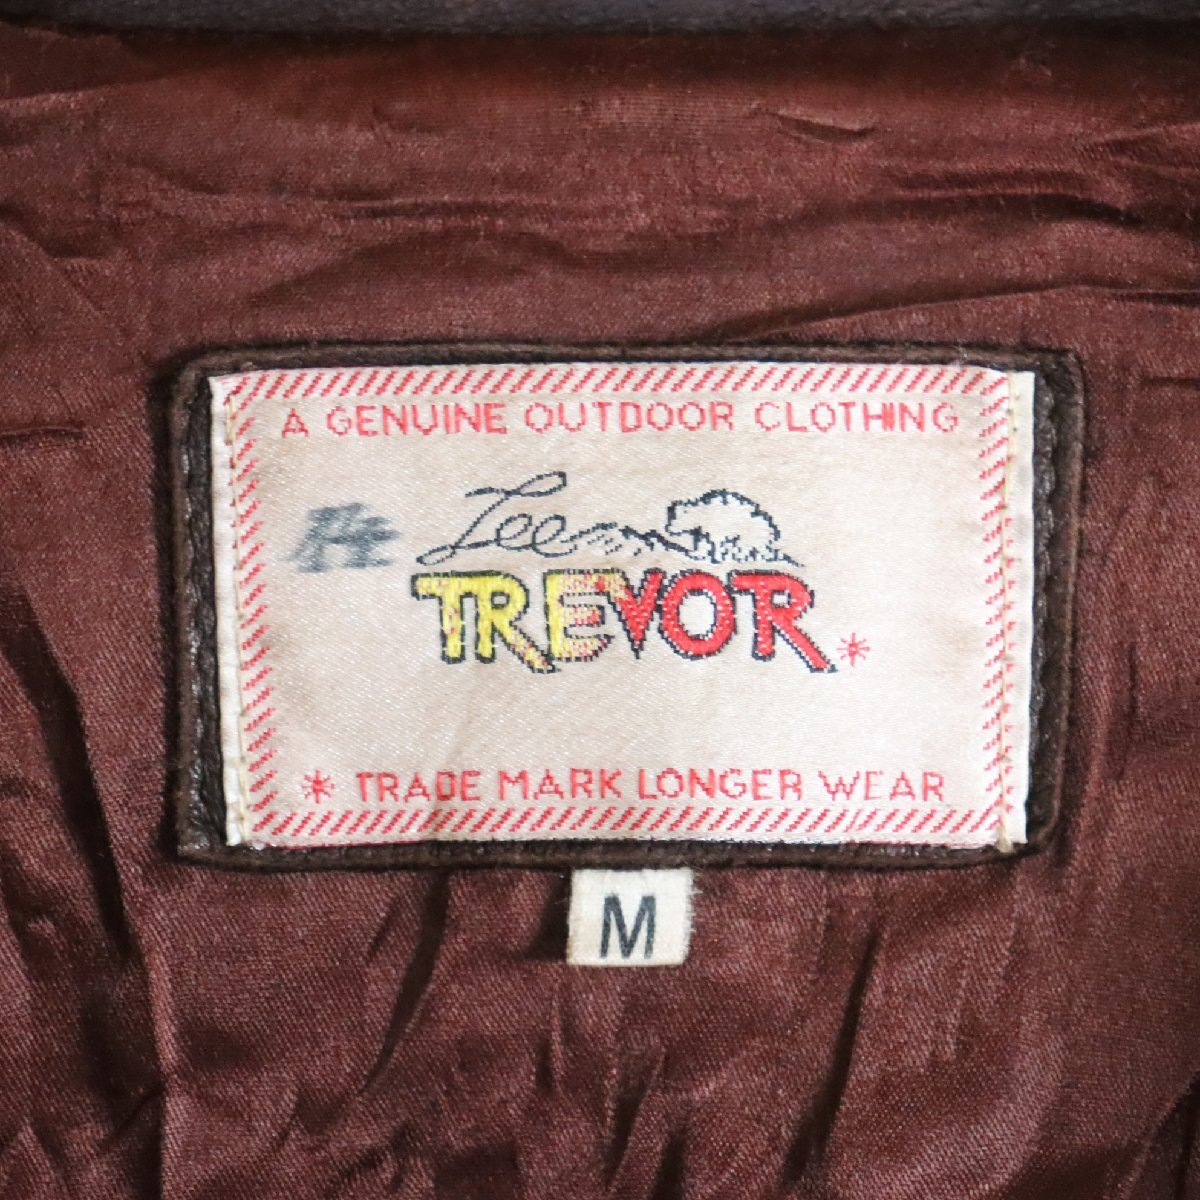 A GENUINE OUTDOOR CLOTHING
Lee
TREVOR*
* TRADE MARK LONGER WEAR
M